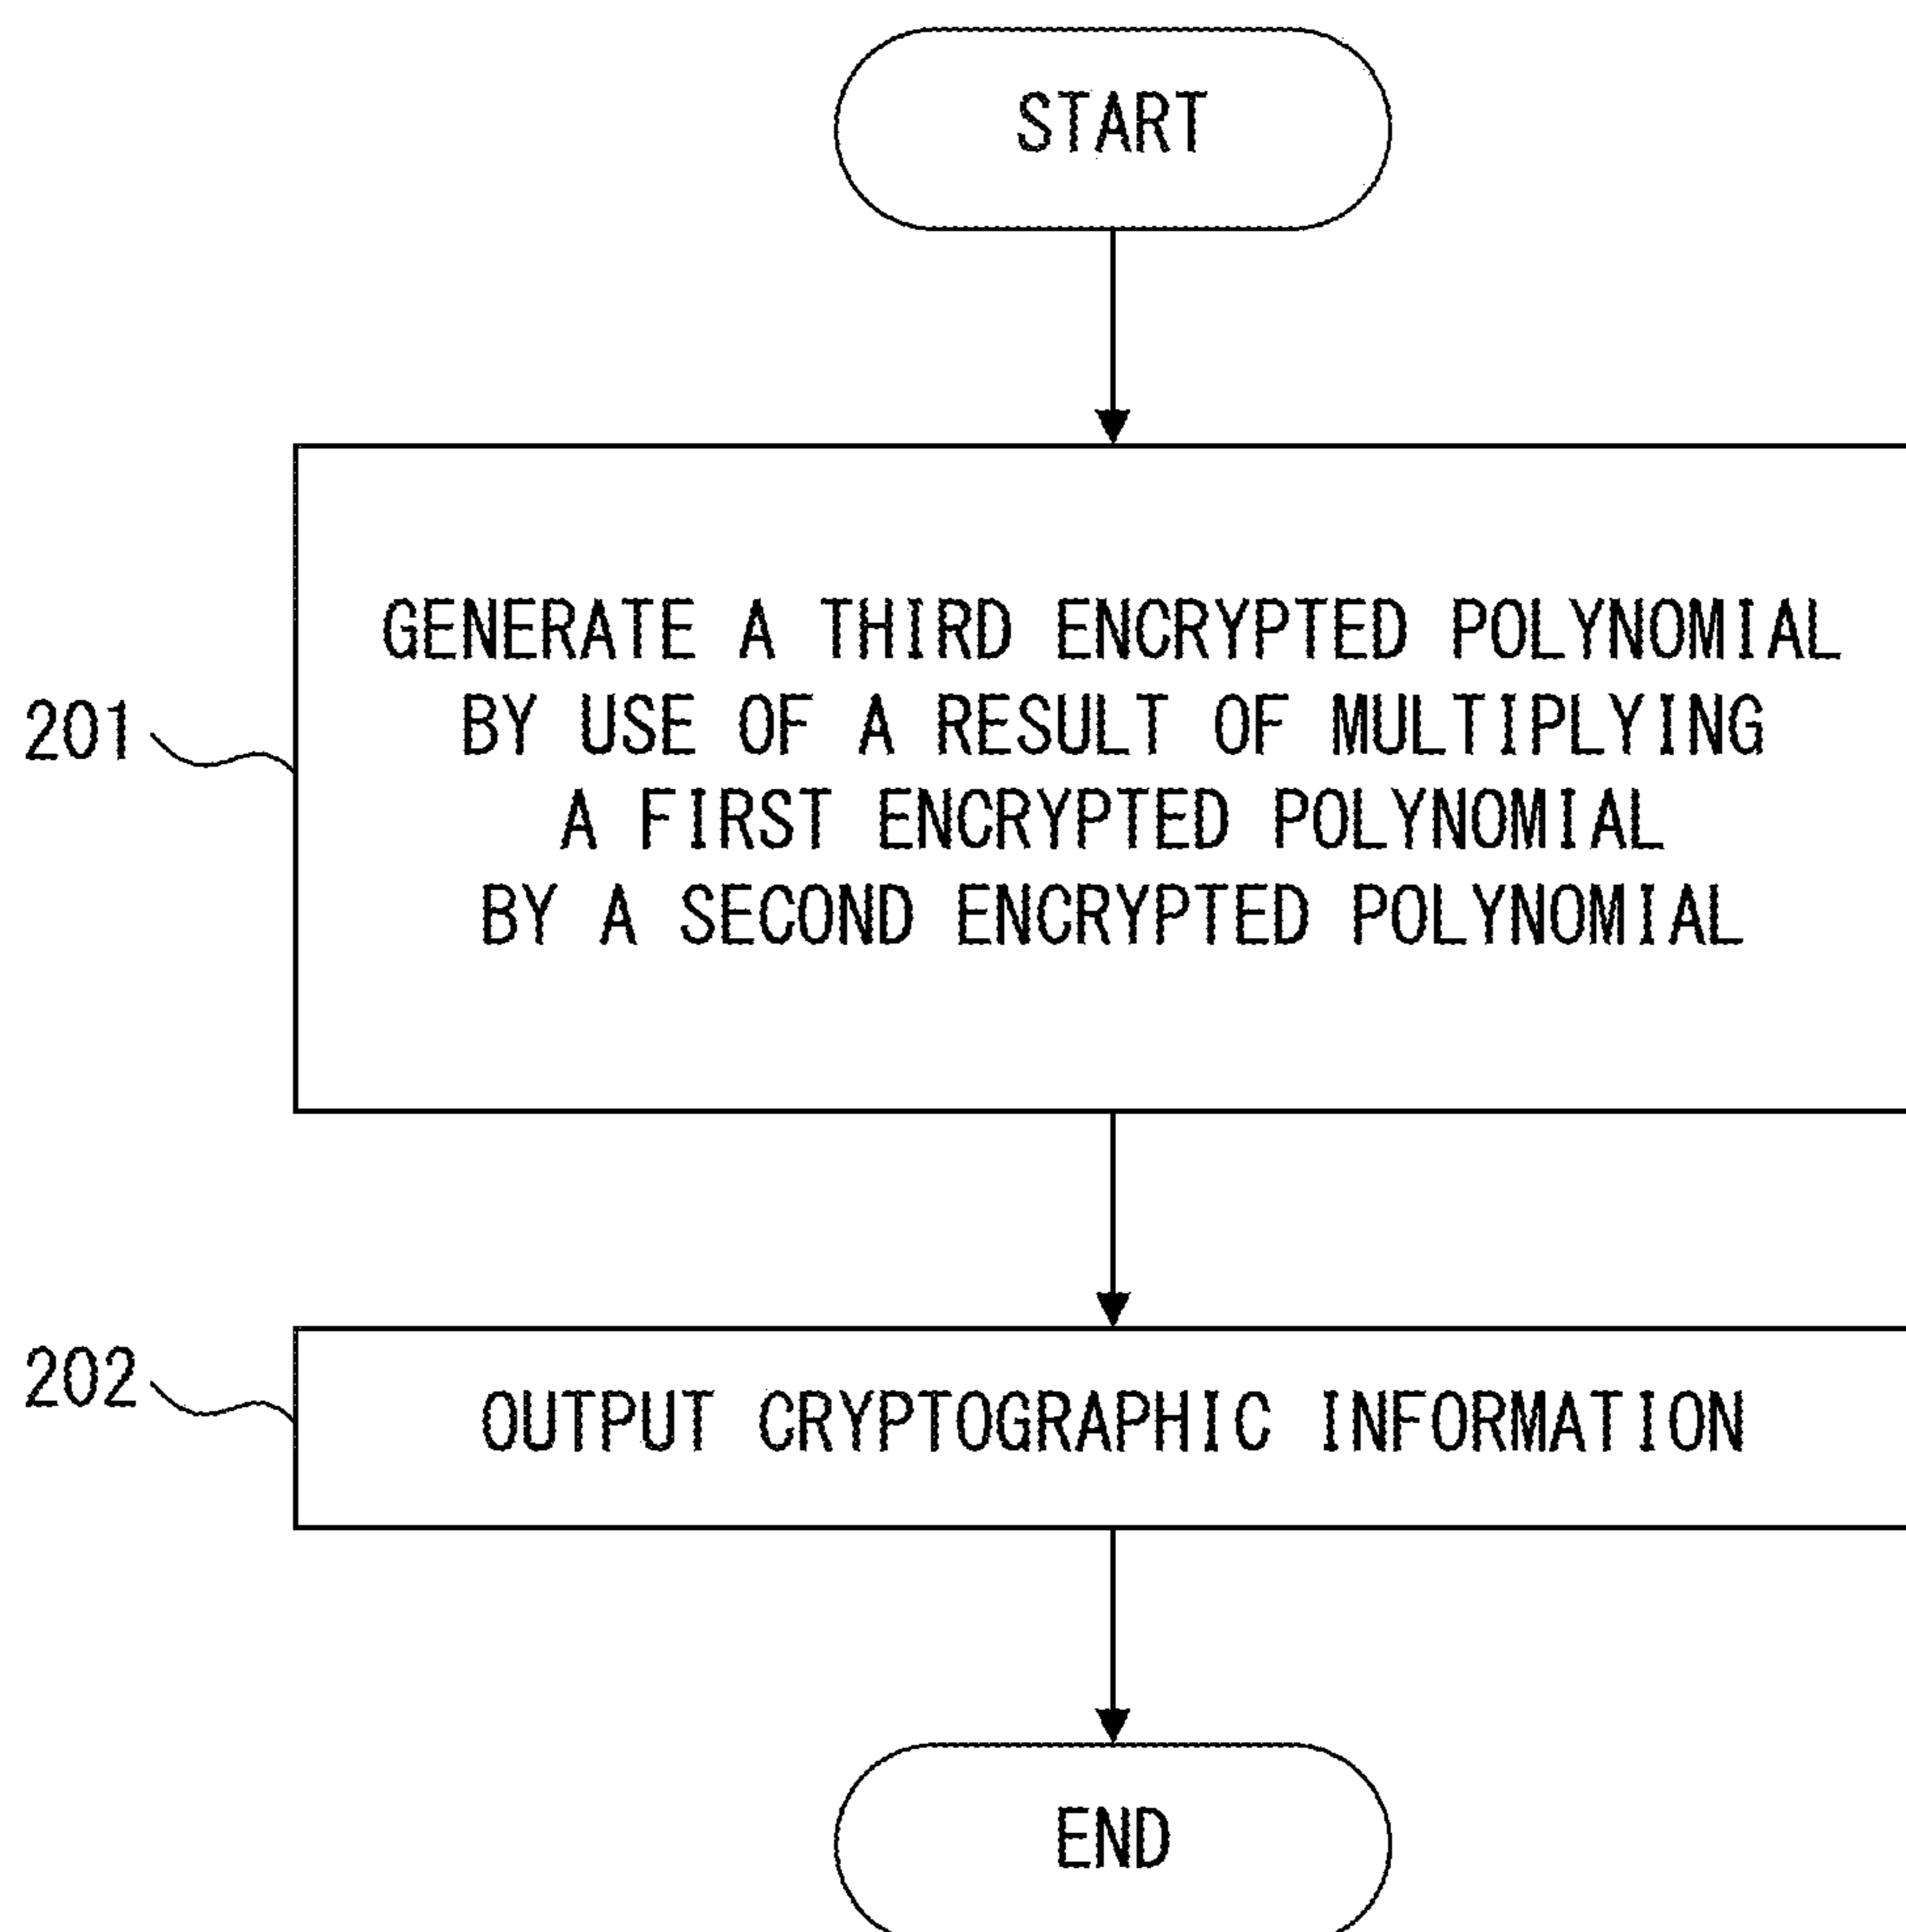 START
201
GENERATE A THIRD ENCRYPTED POLYNOMIAL
BY USE OF A RESULT OF MULTIPLYING
A FIRST ENCRYPTED POLYNOMIAL
BY A SECOND ENCRYPTED POLYNOMIAL
202
OUTPUT CRYPTOGRAPHIC INFORMATION
END